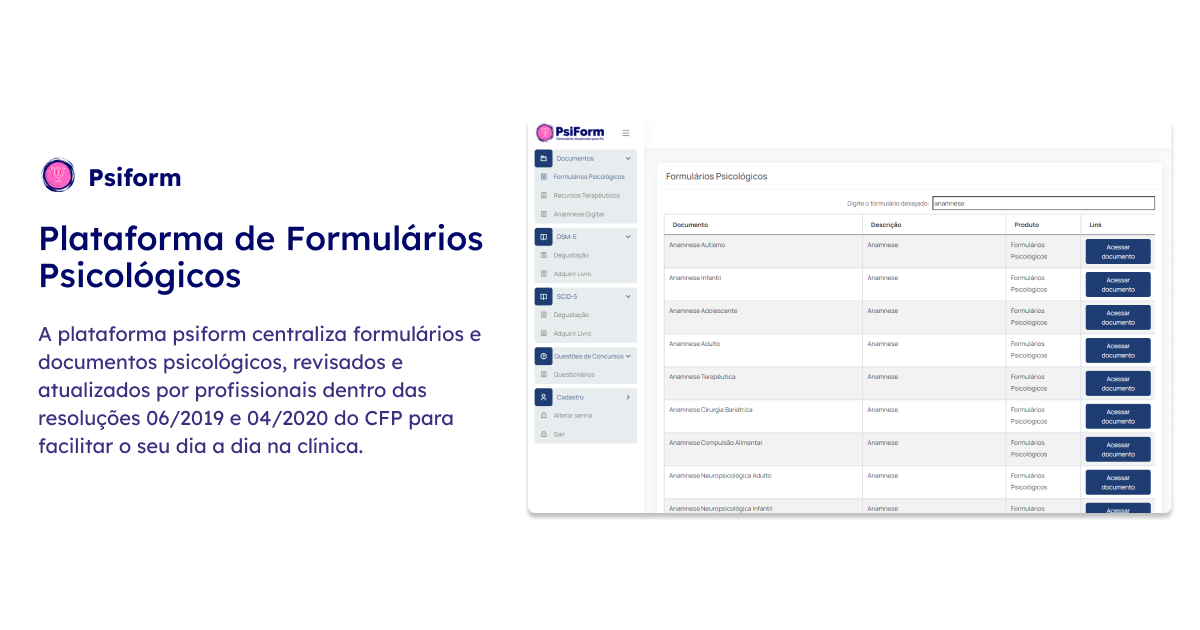 Psiform
Plataforma de Formulários
Psicológicos
A plataforma psiform centraliza formulários e
documentos psicológicos, revisados e
atualizados por profissionais dentro das
resoluções 06/2019 e 04/2020 do CFP para
facilitar o seu dia a dia na clínica.
PsiForm
Documentos
Formulários Psicológicos
Recursos Terapêuticos
Anamnese Digital
DSM-5
Degustação
Adquirir Livro
SCID-5
Degustação
Adquirir Livro
Questões de Concursos
Questionários
Cadastro
Alterar senha
Sair
Formulários Psicológicos
Digite o formulário desejado: anamnese
Documento Descrição Produto Link
Anamnese Autismo Anamnese Formulários Psicológicos Acessar documento
Anamnese Infantil Anamnese Formulários Psicológicos Acessar documento
Anamnese Adolescente Anamnese Formulários Psicológicos Acessar documento
Anamnese Adulto Anamnese Formulários Psicológicos Acessar documento
Anamnese Terapêutica Anamnese Formulários Psicológicos Acessar documento
Anamnese Cirurgia Bariátrica Anamnese Formulários Psicológicos Acessar documento
Anamnese Compulsão Alimentar Anamnese Formulários Psicológicos Acessar documento
Anamnese Neuropsicológica Adulto Anamnese Formulários Psicológicos Acessar documento
Anamnese Neuropsicológica Infantil Anamnese Formulários Acessar